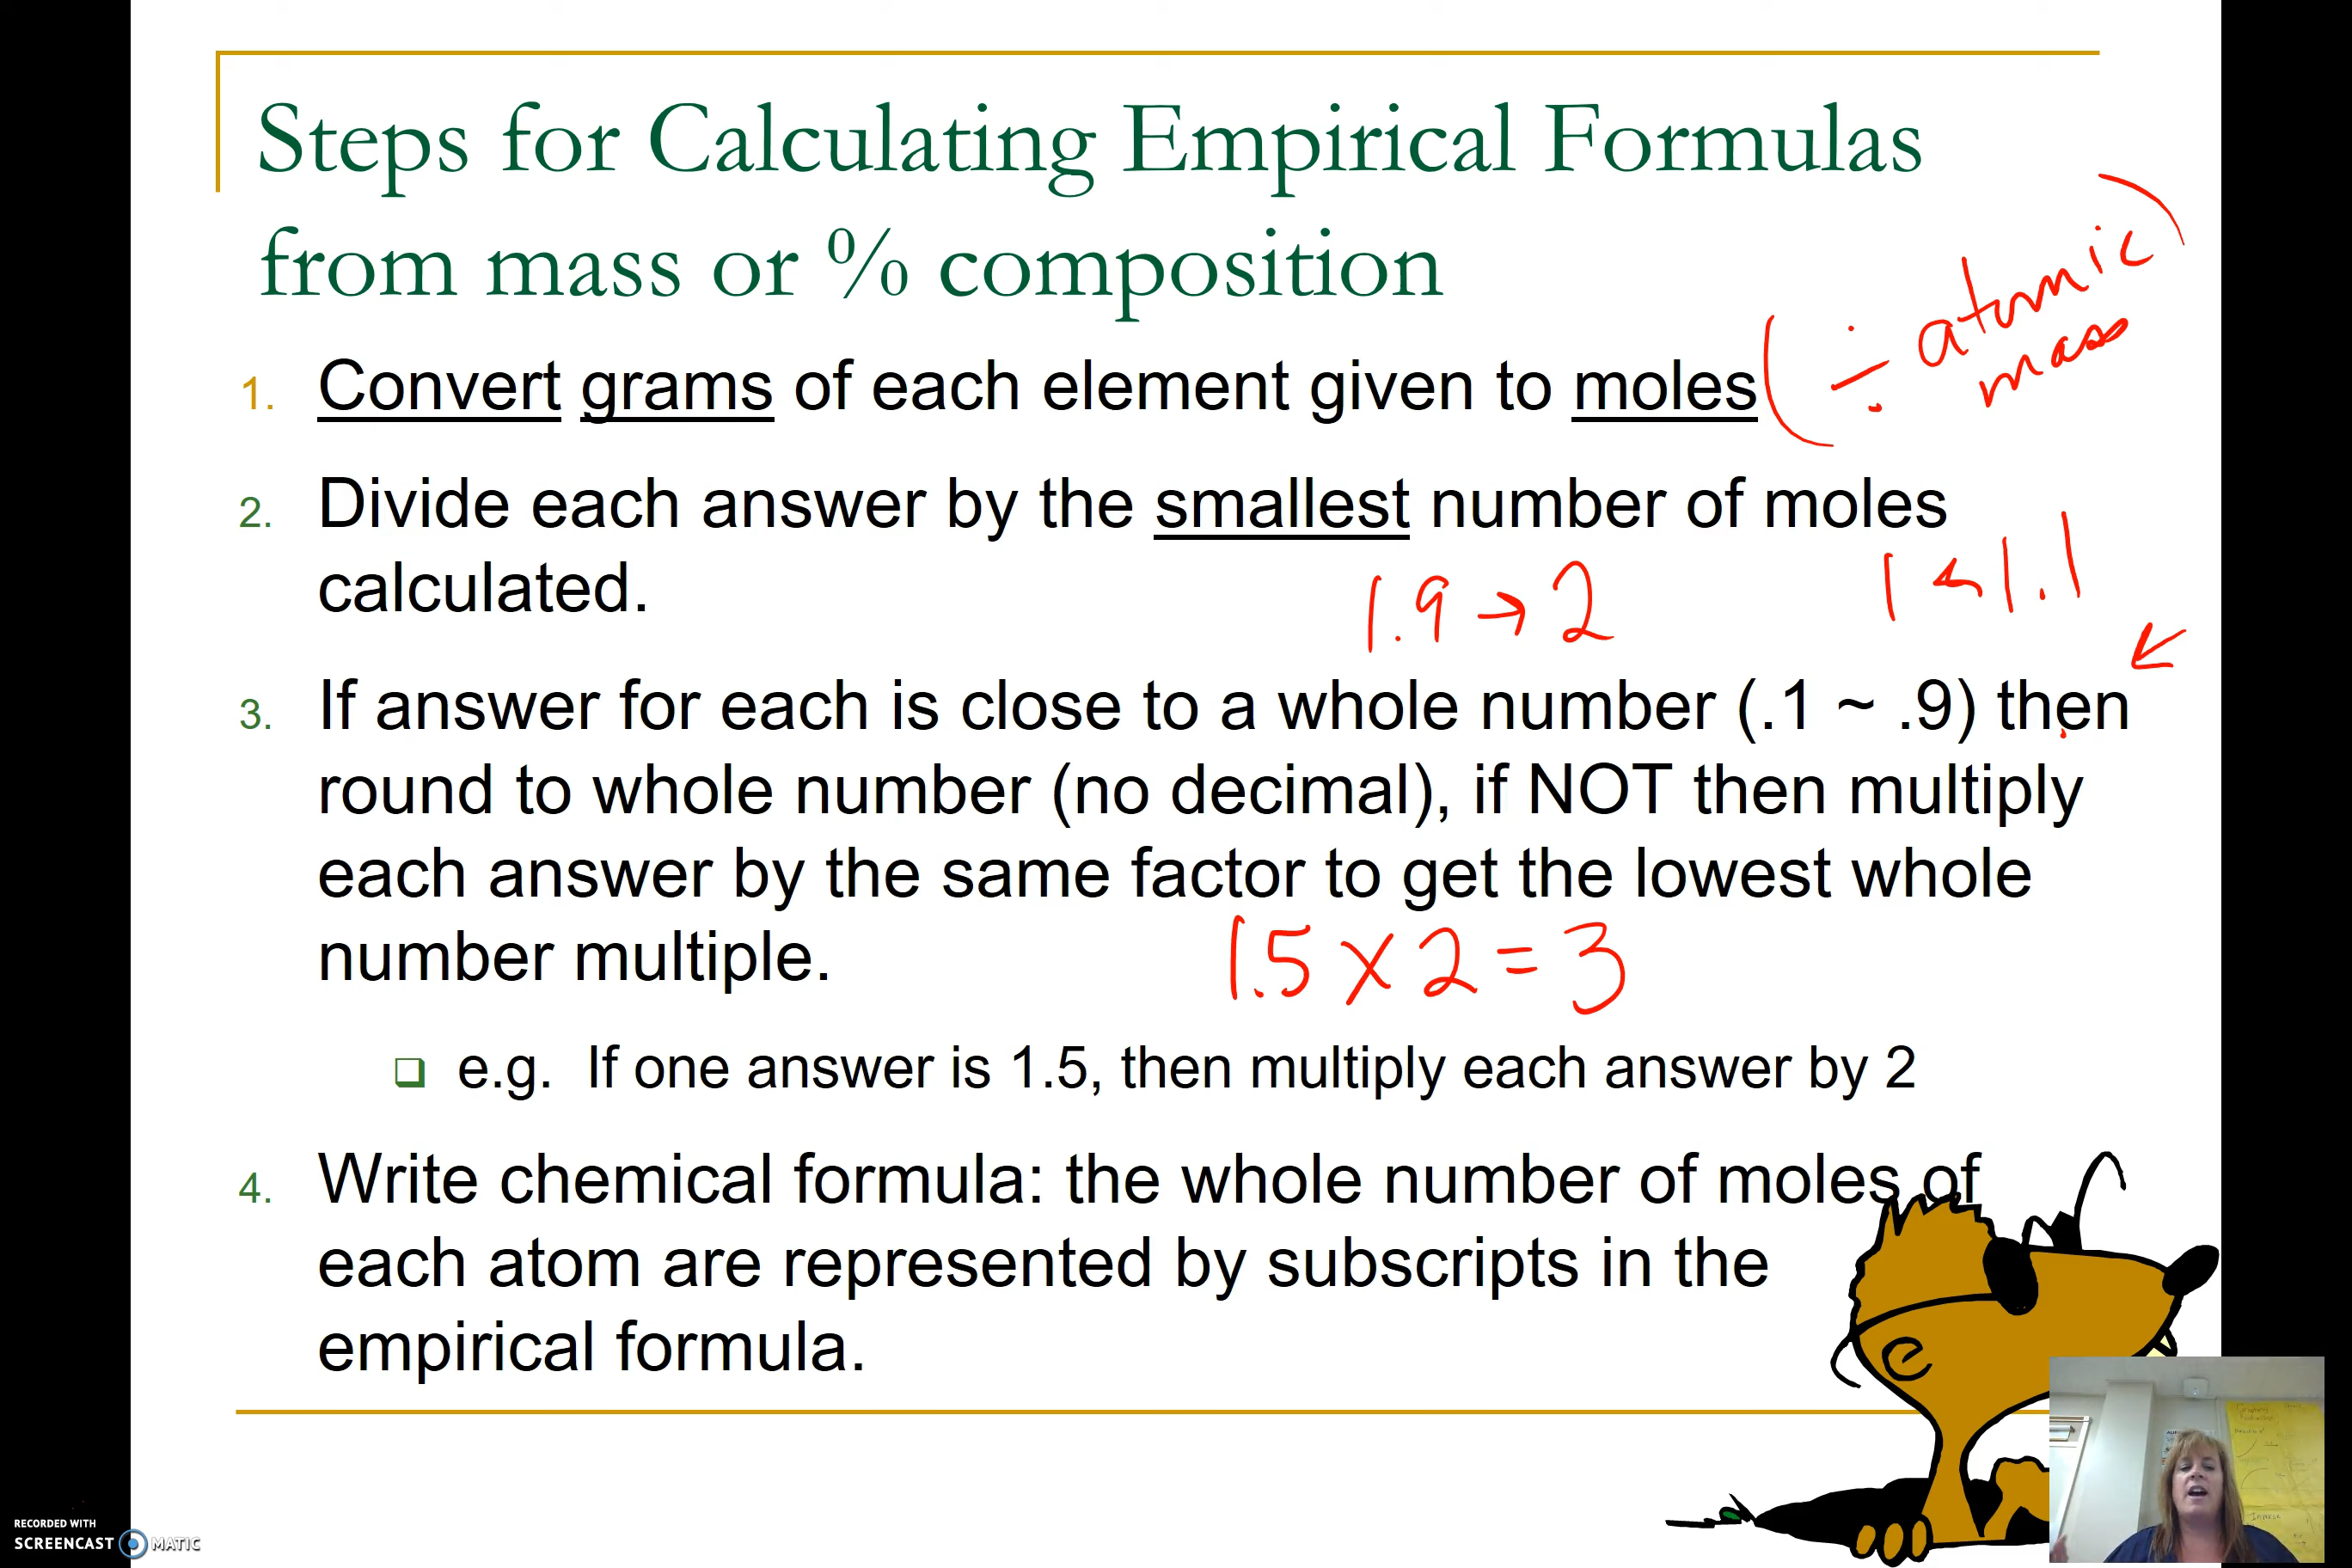 Steps for Calculating Empirical Formulas
from mass or % composition
1. Convert grams of each element given to moles (÷ atomic
mass)
2. Divide each answer by the smallest number of moles
calculated.
1.9 → 2
1 ← 1.1
3. If answer for each is close to a whole number (.1 ~ .9) then
round to whole number (no decimal), if NOT then multiply
each answer by the same factor to get the lowest whole
number multiple.
1.5 x 2 = 3
❑ e.g. If one answer is 1.5, then multiply each answer by 2
4. Write chemical formula: the whole number of moles of
each atom are represented by subscripts in the
empirical formula.
RECORDED WITH
SCREENCAST MATIC